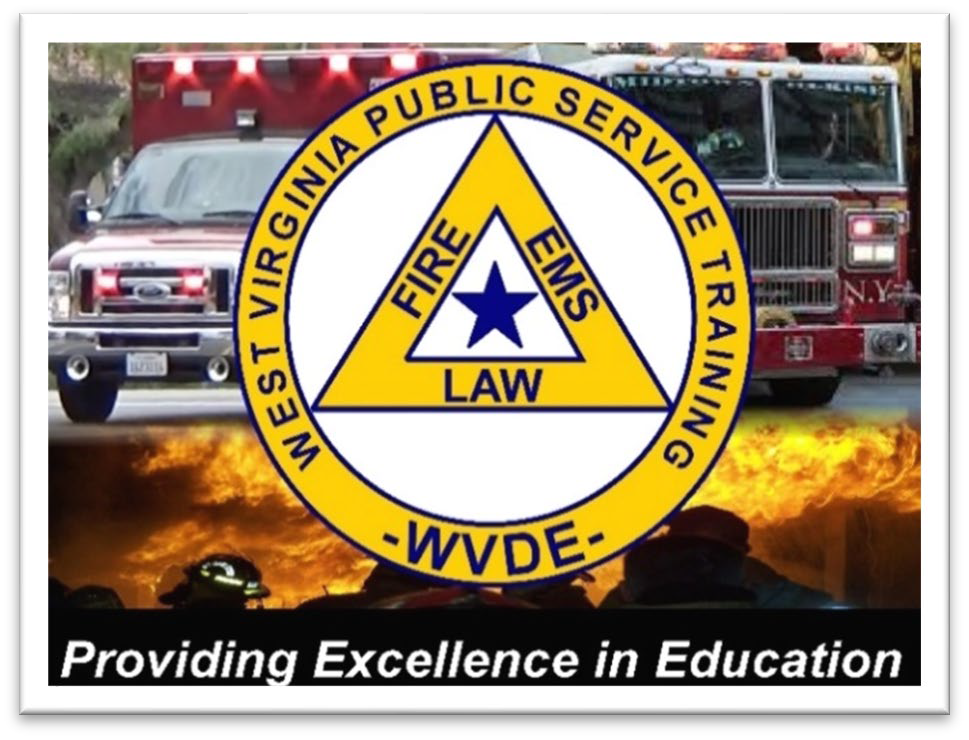 WEST VIRGINIA PUBLIC SERVICE TRAINING
FIRE
EMS
LAW
-WVDE-
N.Y
Providing Excellence in Education